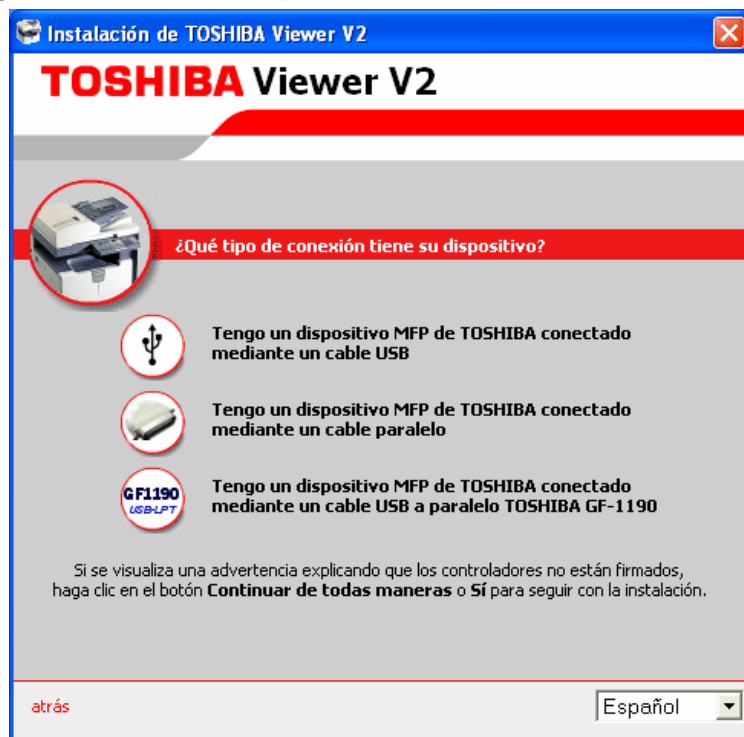 Instalación de TOSHIBA Viewer V2
TOSHIBA Viewer V2
¿Qué tipo de conexión tiene su dispositivo?
Tengo un dispositivo MFP de TOSHIBA conectado
mediante un cable USB
Tengo un dispositivo MFP de TOSHIBA conectado
mediante un cable paralelo
GF1190
USB-LPT
Tengo un dispositivo MFP de TOSHIBA conectado
mediante un cable USB a paralelo TOSHIBA GF-1190
Si se visualiza una advertencia explicando que los controladores no están firmados,
haga clic en el botón Continuar de todas maneras o Sí para seguir con la instalación.
atrás
Español